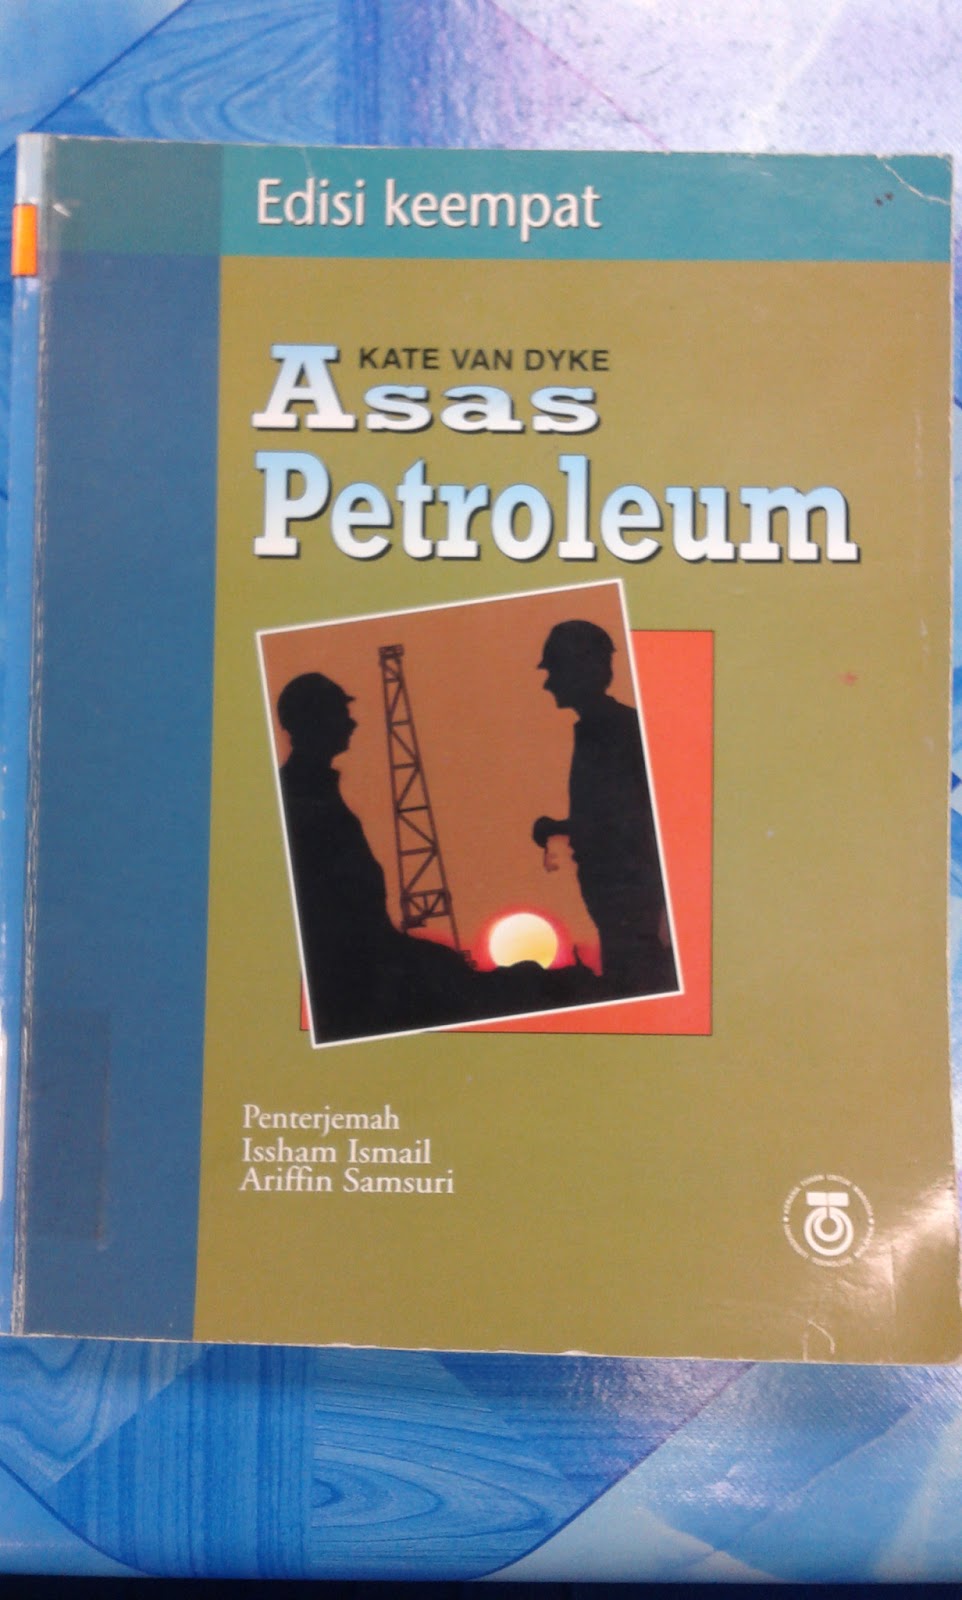 Edisi keempat
KATE VAN DYKE
Asas
Petroleum
Penterjemah
Issham Ismail
Ariffin Samsuri